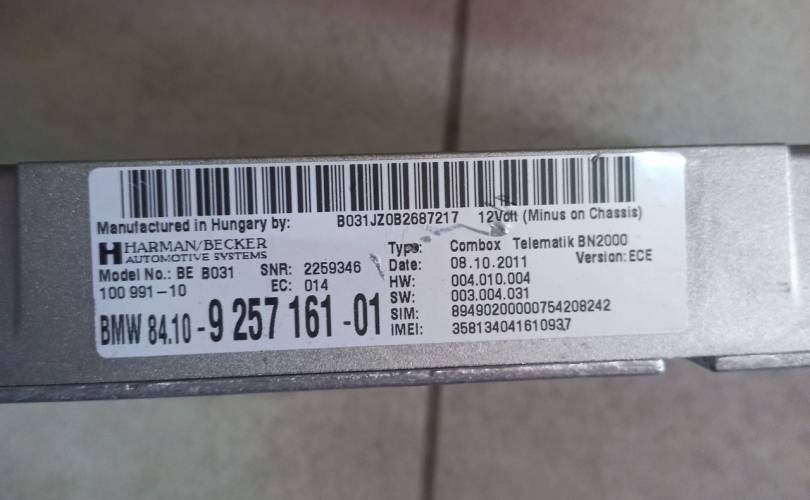 Manufactured in Hungary by: B031JZ0B2687217 12Volt (Minus on Chassis)
HARMAN/BECKER
AUTOMOTIVE SYSTEMS
Model No.: BE B031 SNR: 2259346
100 991-10 EC: 014
BMW 84.10 - 9 257 161 - 01
Type: Combox Telematik BN2000
Date: 08.10.2011 Version: ECE
HW: 004.010.004
SW: 003.004.031
SIM: 89490200000754208242
IMEI: 358134041610937